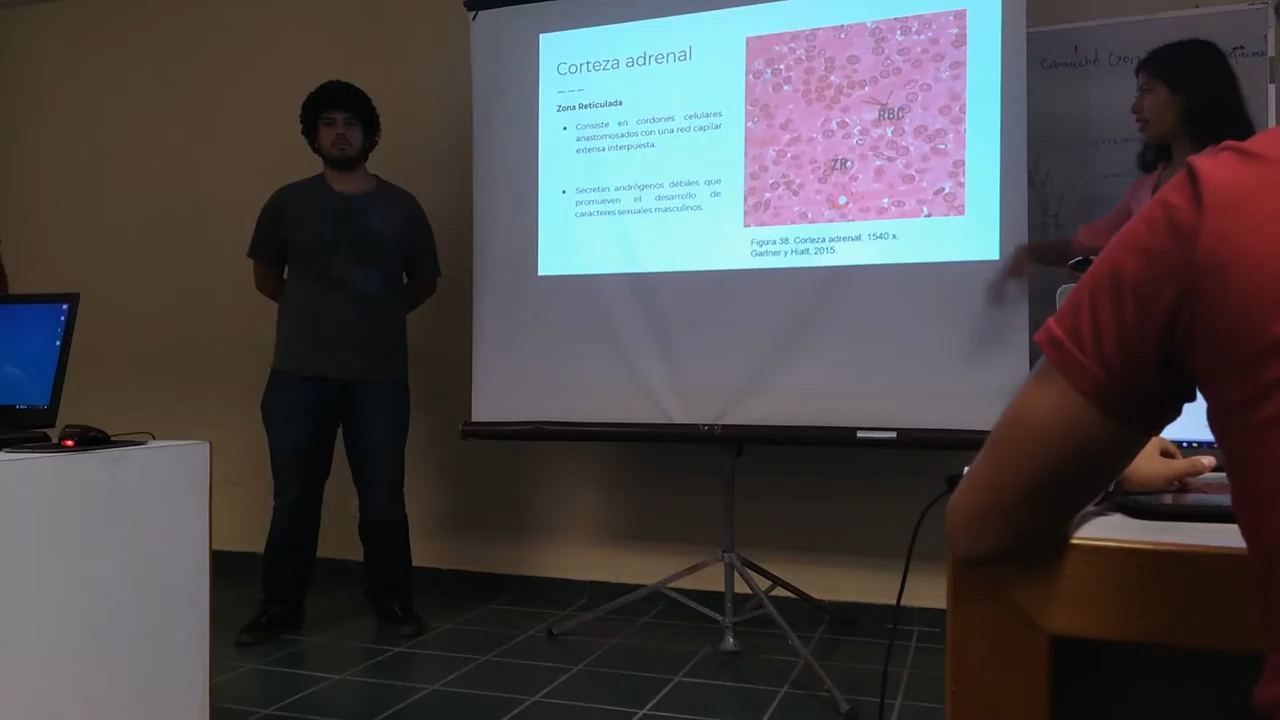 Corteza adrenal
Zona Reticulada
Consiste en cordones celulares
anastomosados con una red capilar
extensa interpuesta.
Secretan andrógenos débiles que
promueven el desarrollo de
caracteres sexuales masculinos.
RBC
ZR
Figura 38. Corteza adrenal. 1540 x.
Gartner y Hiatt, 2015.
Camacho